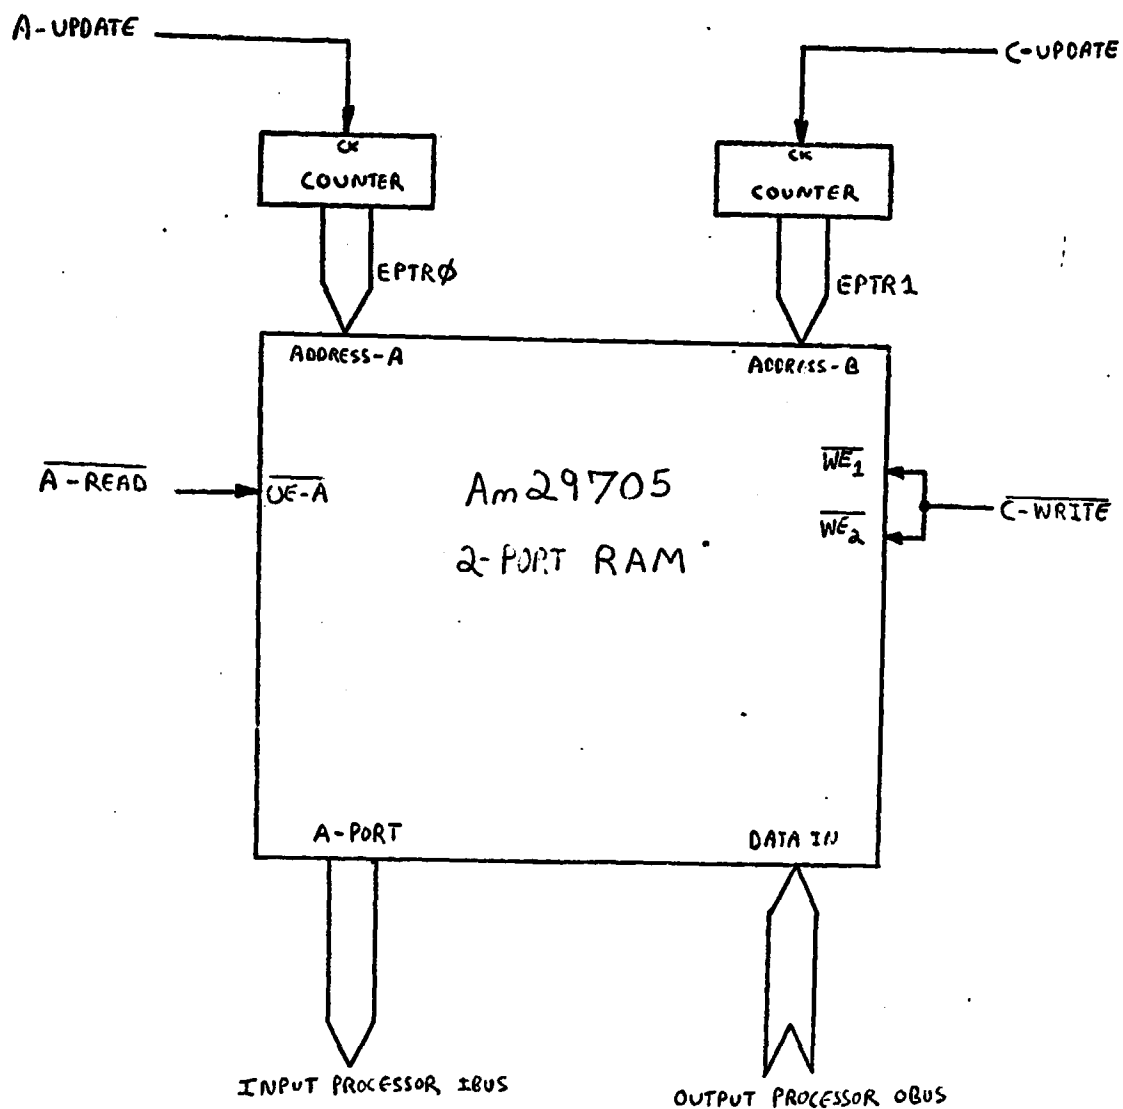 A-UPDATE
C-UPDATE
CK
COUNTER
CK
COUNTER
EPTRØ
EPTR1
ADDRESS-A
ADDRESS-B
A-READ
OE-A
Am29705
2-PORT RAM
WE1
WE2
C-WRITE
A-PORT
DATA IN
INPUT PROCESSOR IBUS
OUTPUT PROCESSOR OBUS